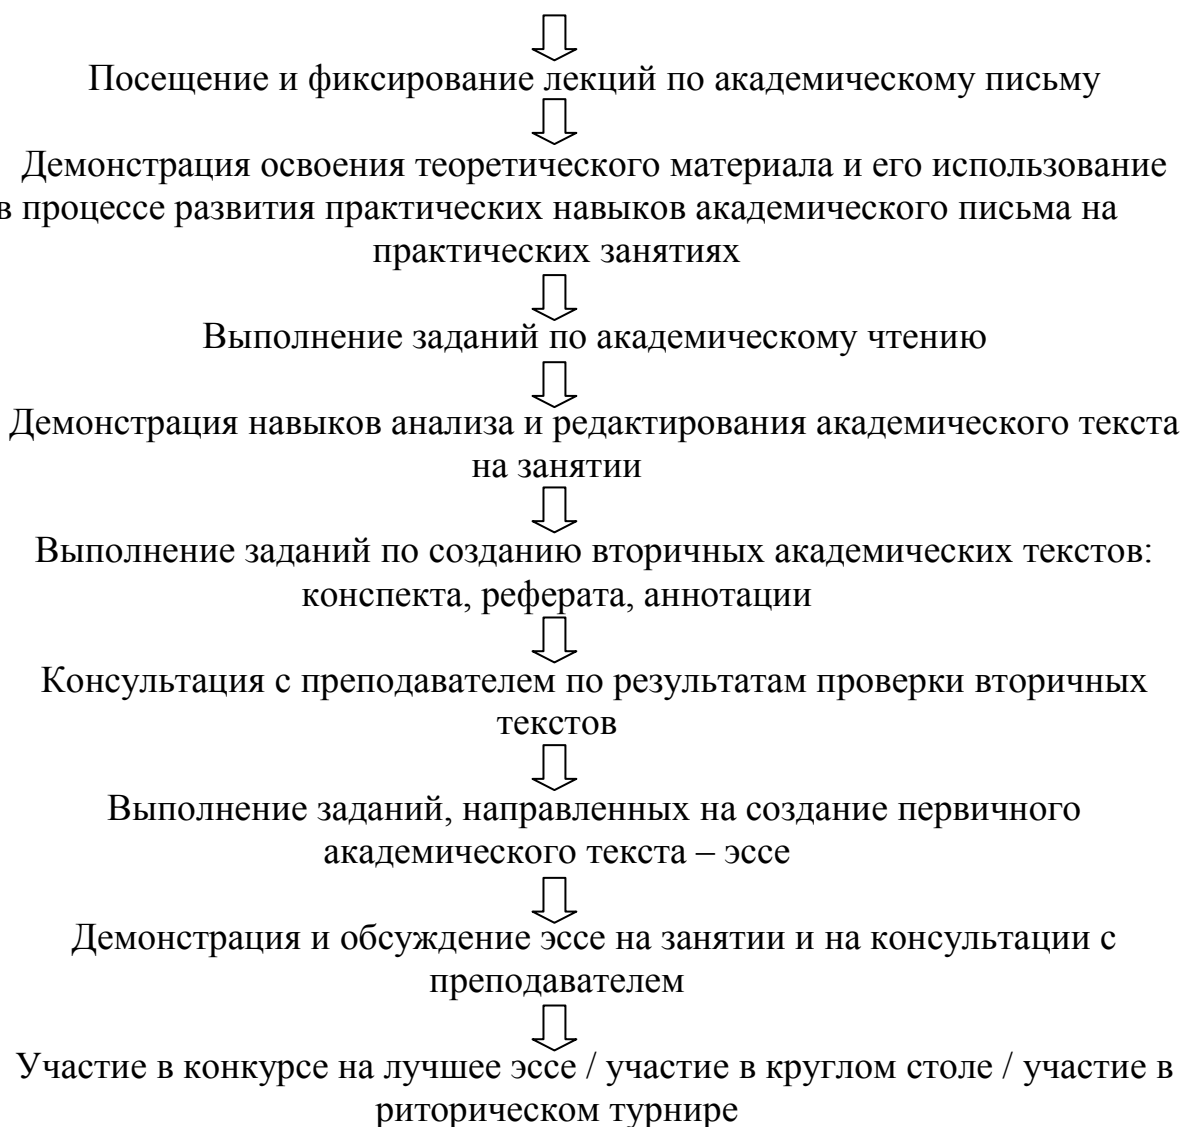 Посещение и фиксирование лекций по академическому письму
Демонстрация освоения теоретического материала и его использование
в процессе развития практических навыков академического письма на
практических занятиях
Выполнение заданий по академическому чтению
Демонстрация навыков анализа и редактирования академического текста
на занятии
Выполнение заданий по созданию вторичных академических текстов:
конспекта, реферата, аннотации
Консультация с преподавателем по результатам проверки вторичных
текстов
Выполнение заданий, направленных на создание первичного
академического текста – эссе
Демонстрация и обсуждение эссе на занятии и на консультации с
преподавателем
Участие в конкурсе на лучшее эссе / участие в круглом столе / участие в
риторическом турнире